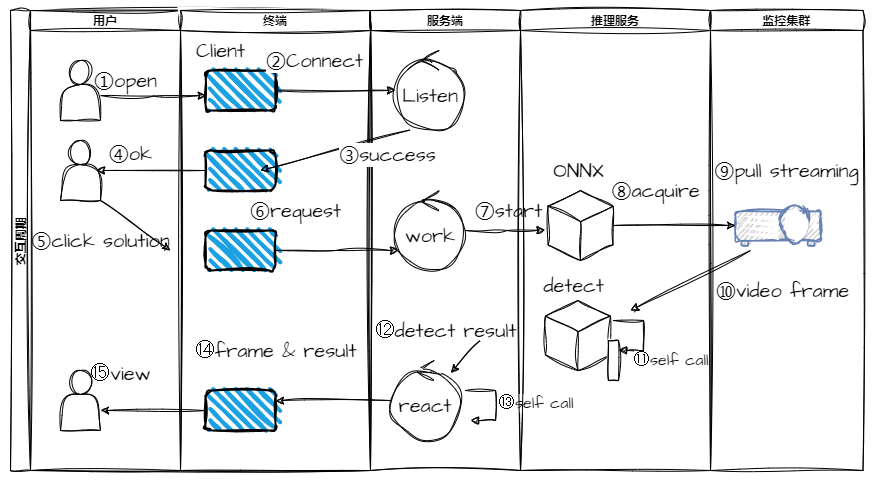 用户
终端
服务端
推理服务
监控集群
交互周期
Client
①open
②Connect
Listen
③success
④ok
⑤click solution
⑥request
work
⑦start
ONNX
⑧acquire
⑨pull streaming
⑩video frame
detect
⑪self call
⑫detect result
react
⑬self call
⑭frame & result
⑮view